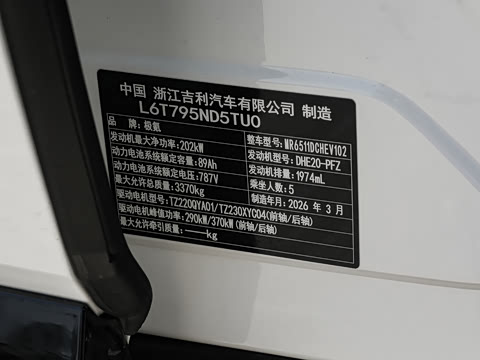 中国 浙江吉利汽车有限公司 制造
L6T795ND5TU0
品牌: 极氪 整车型号: MR6511DCHEV102
发动机最大净功率: 202kW 发动机型号: DHE20-PFZ
动力电池系统额定容量: 89Ah 发动机排量: 1974mL
动力电池系统额定电压: 787V 乘坐人数: 5
最大允许总质量: 3370kg 制造年月: 2026 年 3 月
驱动电机型号: TZ220QYA01/TZ230XYC04(前轴/后轴)
驱动电机峰值功率: 290kW/370kW (前轴/后轴)
最大允许牵引质量: ——kg